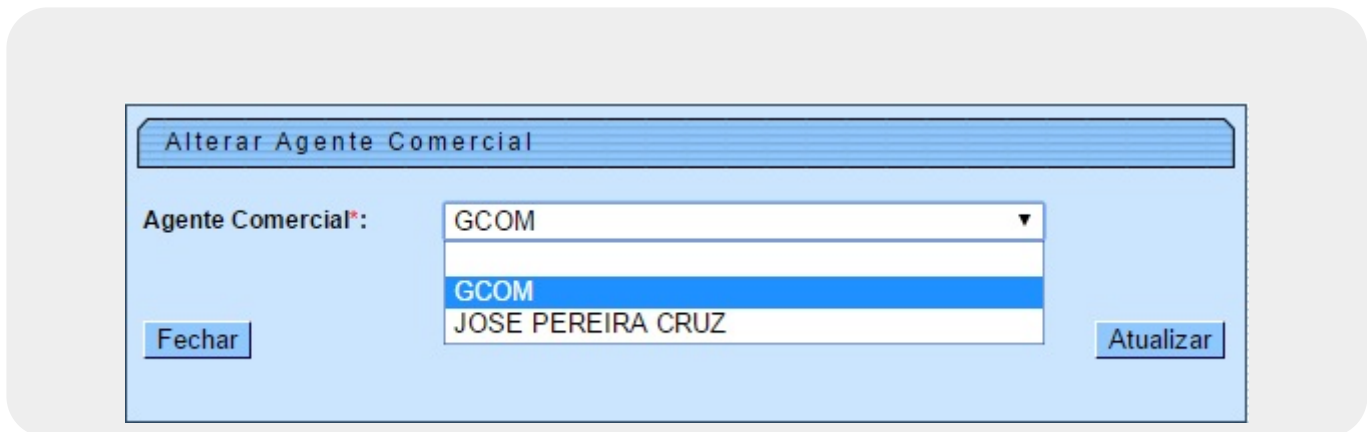 Alterar Agente Comercial
Agente Comercial*:
GCOM
GCOM
JOSE PEREIRA CRUZ
Fechar
Atualizar